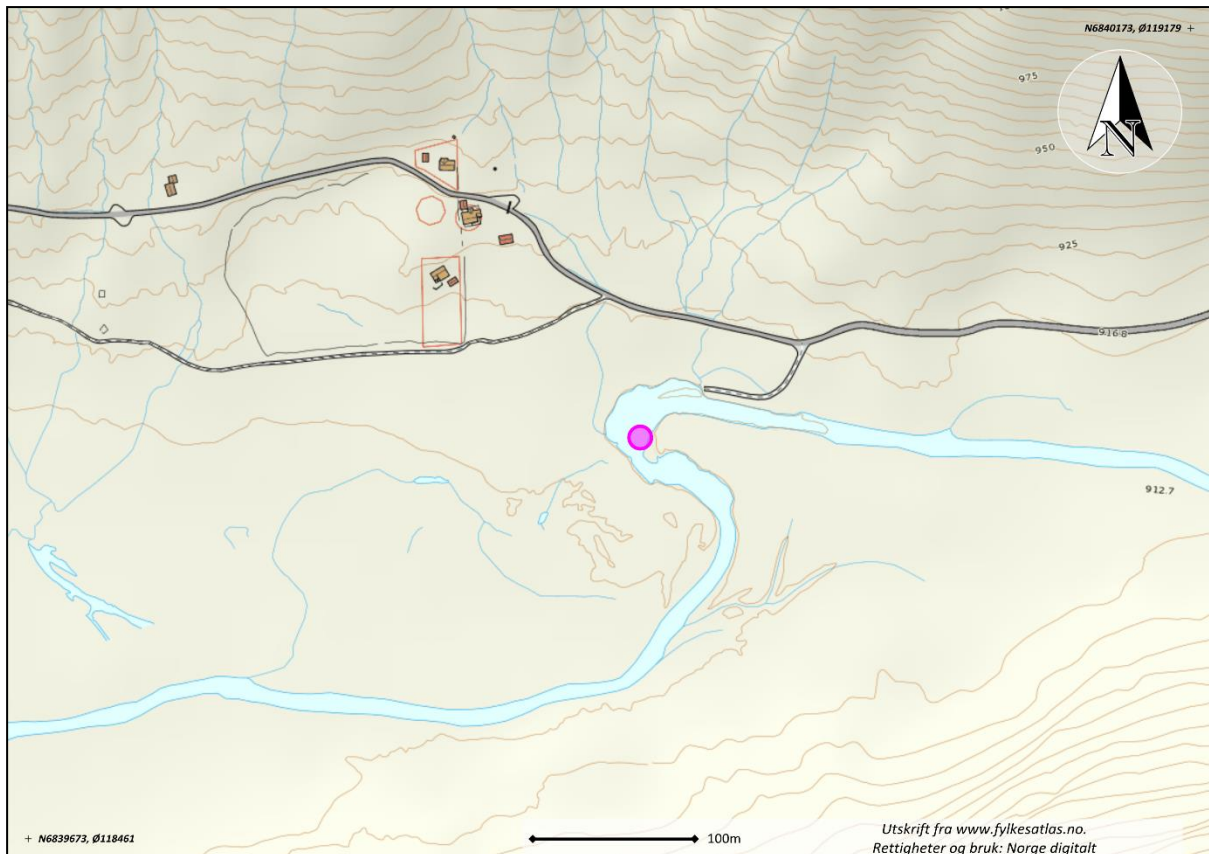 N6840173, Ø119179 +
975
N
950
925
916.8
912.7
+ N6839673, Ø118461
100m
Utskrift fra www.fylkesatlas.no.
Rettigheter og bruk: Norge digitalt